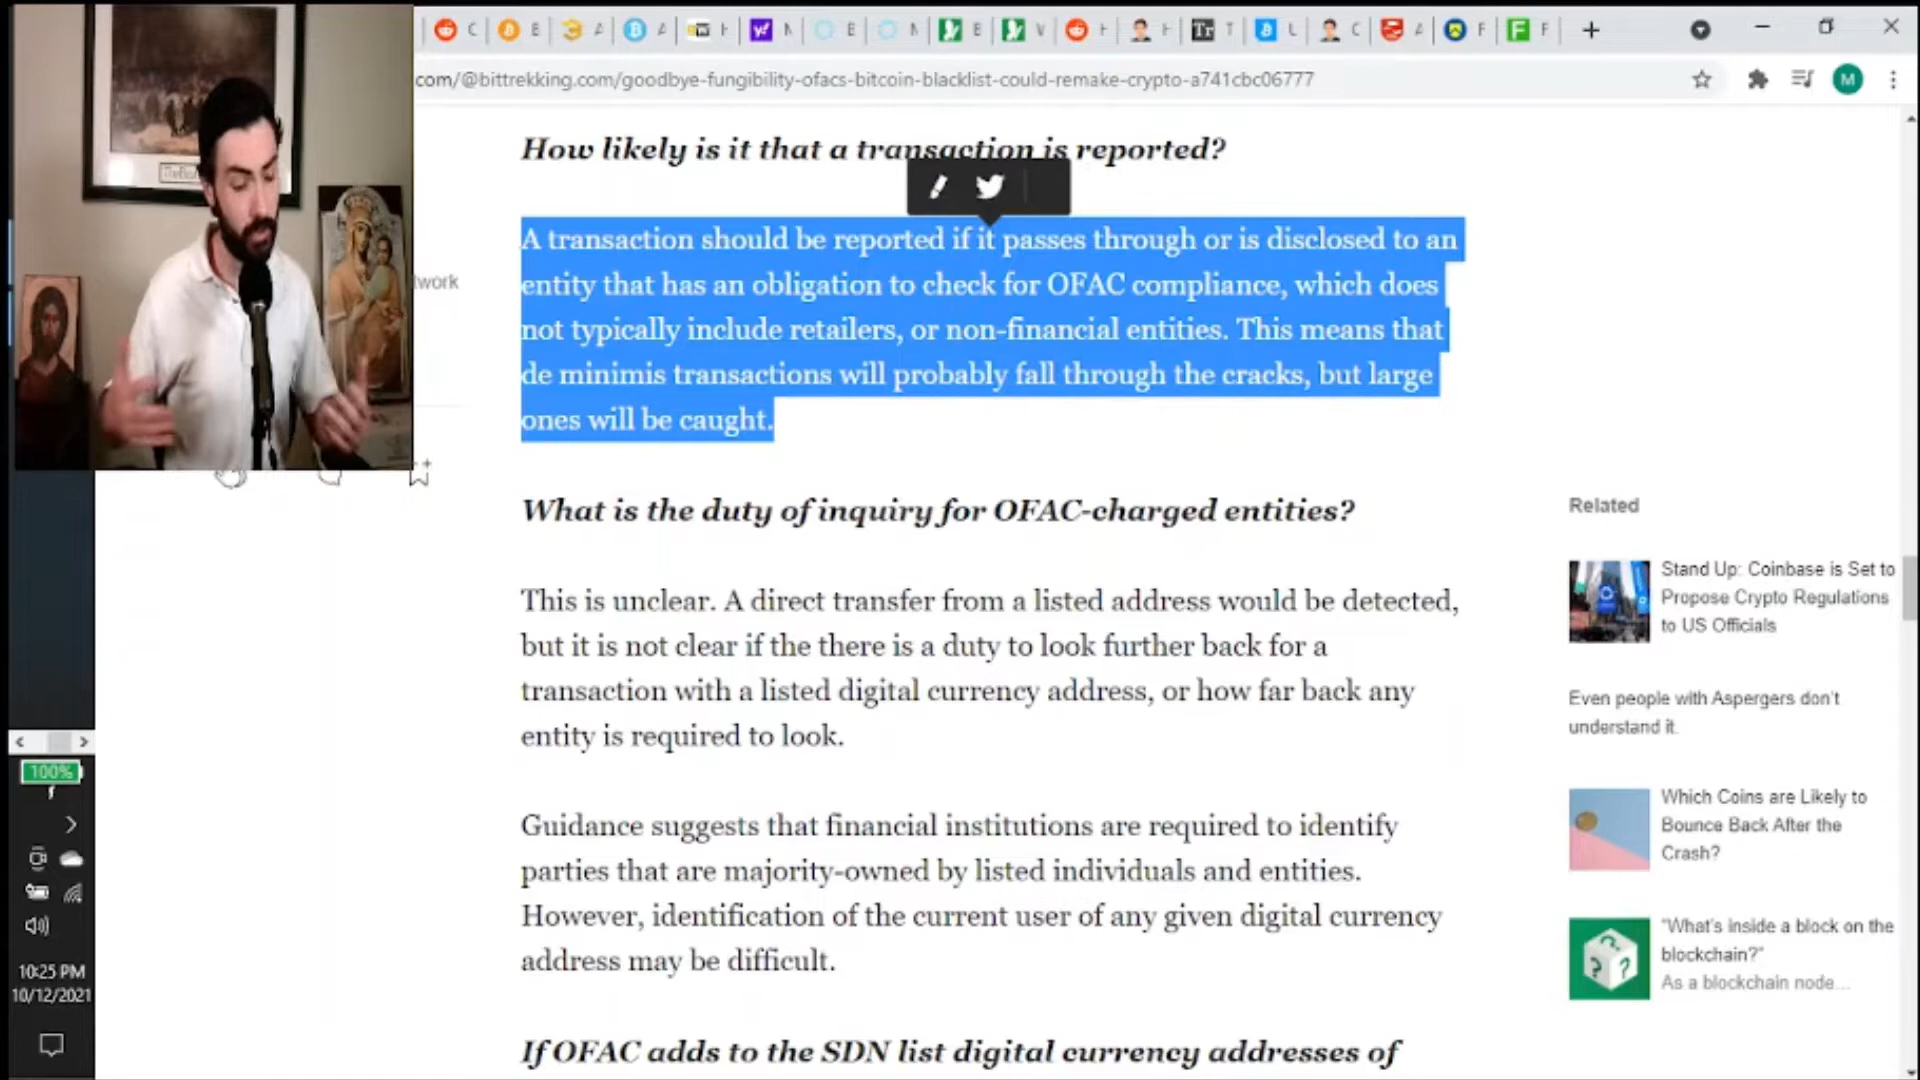 com/@bittrekking.com/goodbye-fungibility-ofacs-bitcoin-blacklist-could-remake-crypto-a741cbc06777
M
How likely is it that a transaction is reported?
A transaction should be reported if it passes through or is disclosed to an
entity that has an obligation to check for OFAC compliance, which does
not typically include retailers, or non-financial entities. This means that
de minimis transactions will probably fall through the cracks, but large
ones will be caught.
twork
What is the duty of inquiry for OFAC-charged entities?
This is unclear. A direct transfer from a listed address would be detected,
but it is not clear if the there is a duty to look further back for a
transaction with a listed digital currency address, or how far back any
entity is required to look.
Guidance suggests that financial institutions are required to identify
parties that are majority-owned by listed individuals and entities.
However, identification of the current user of any given digital currency
address may be difficult.
If OFAC adds to the SDN list digital currency addresses of
Related
Stand Up: Coinbase is Set to
Propose Crypto Regulations
to US Officials
Even people with Aspergers don't
understand it.
Which Coins are Likely to
Bounce Back After the
Crash?
"What's inside a block on the
blockchain?"
As a blockchain node...
100%
10:25 PM
10/12/2021